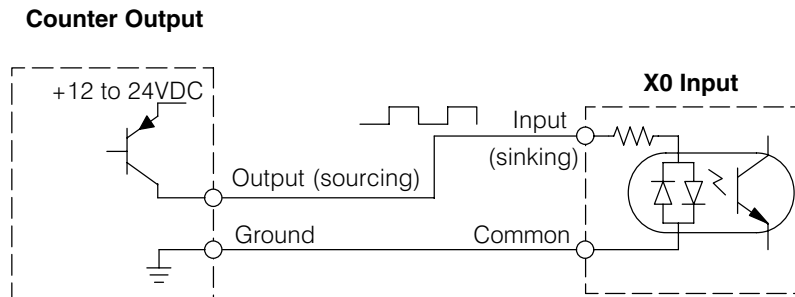 Counter Output
+12 to 24VDC
X0 Input
Input
(sinking)
Output (sourcing)
Ground
Common